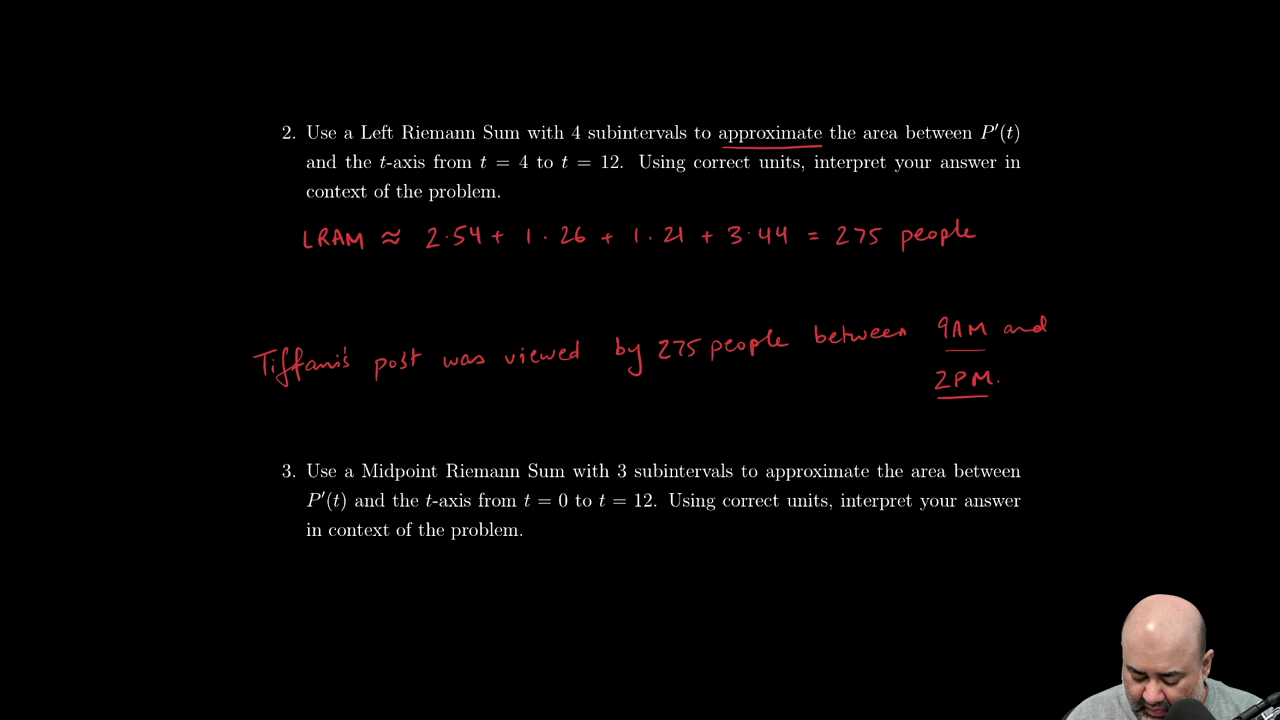 2. Use a Left Riemann Sum with 4 subintervals to approximate the area between P′(t)
and the t-axis from t = 4 to t = 12. Using correct units, interpret your answer in
context of the problem.
LRAM ≈ 2·54 + 1·26 + 1·21 + 3·44 = 275 people
Tiffani's post was viewed by 275 people between 9AM and
2PM.
3. Use a Midpoint Riemann Sum with 3 subintervals to approximate the area between
P′(t) and the t-axis from t = 0 to t = 12. Using correct units, interpret your answer
in context of the problem.